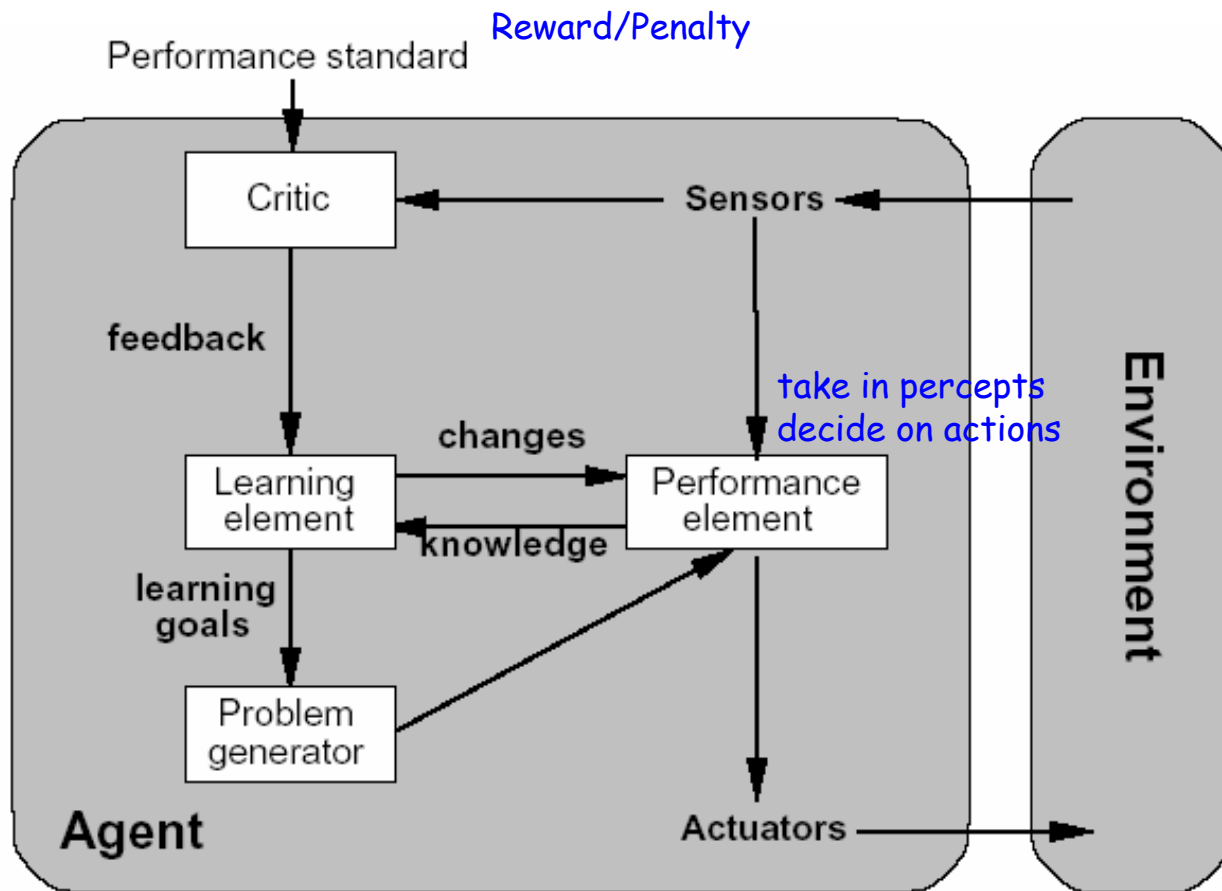 Reward/Penalty
Performance standard
Critic
Sensors
feedback
take in percepts
decide on actions
changes
Learning
element
Performance
element
knowledge
learning
goals
Problem
generator
Agent
Actuators
Environment